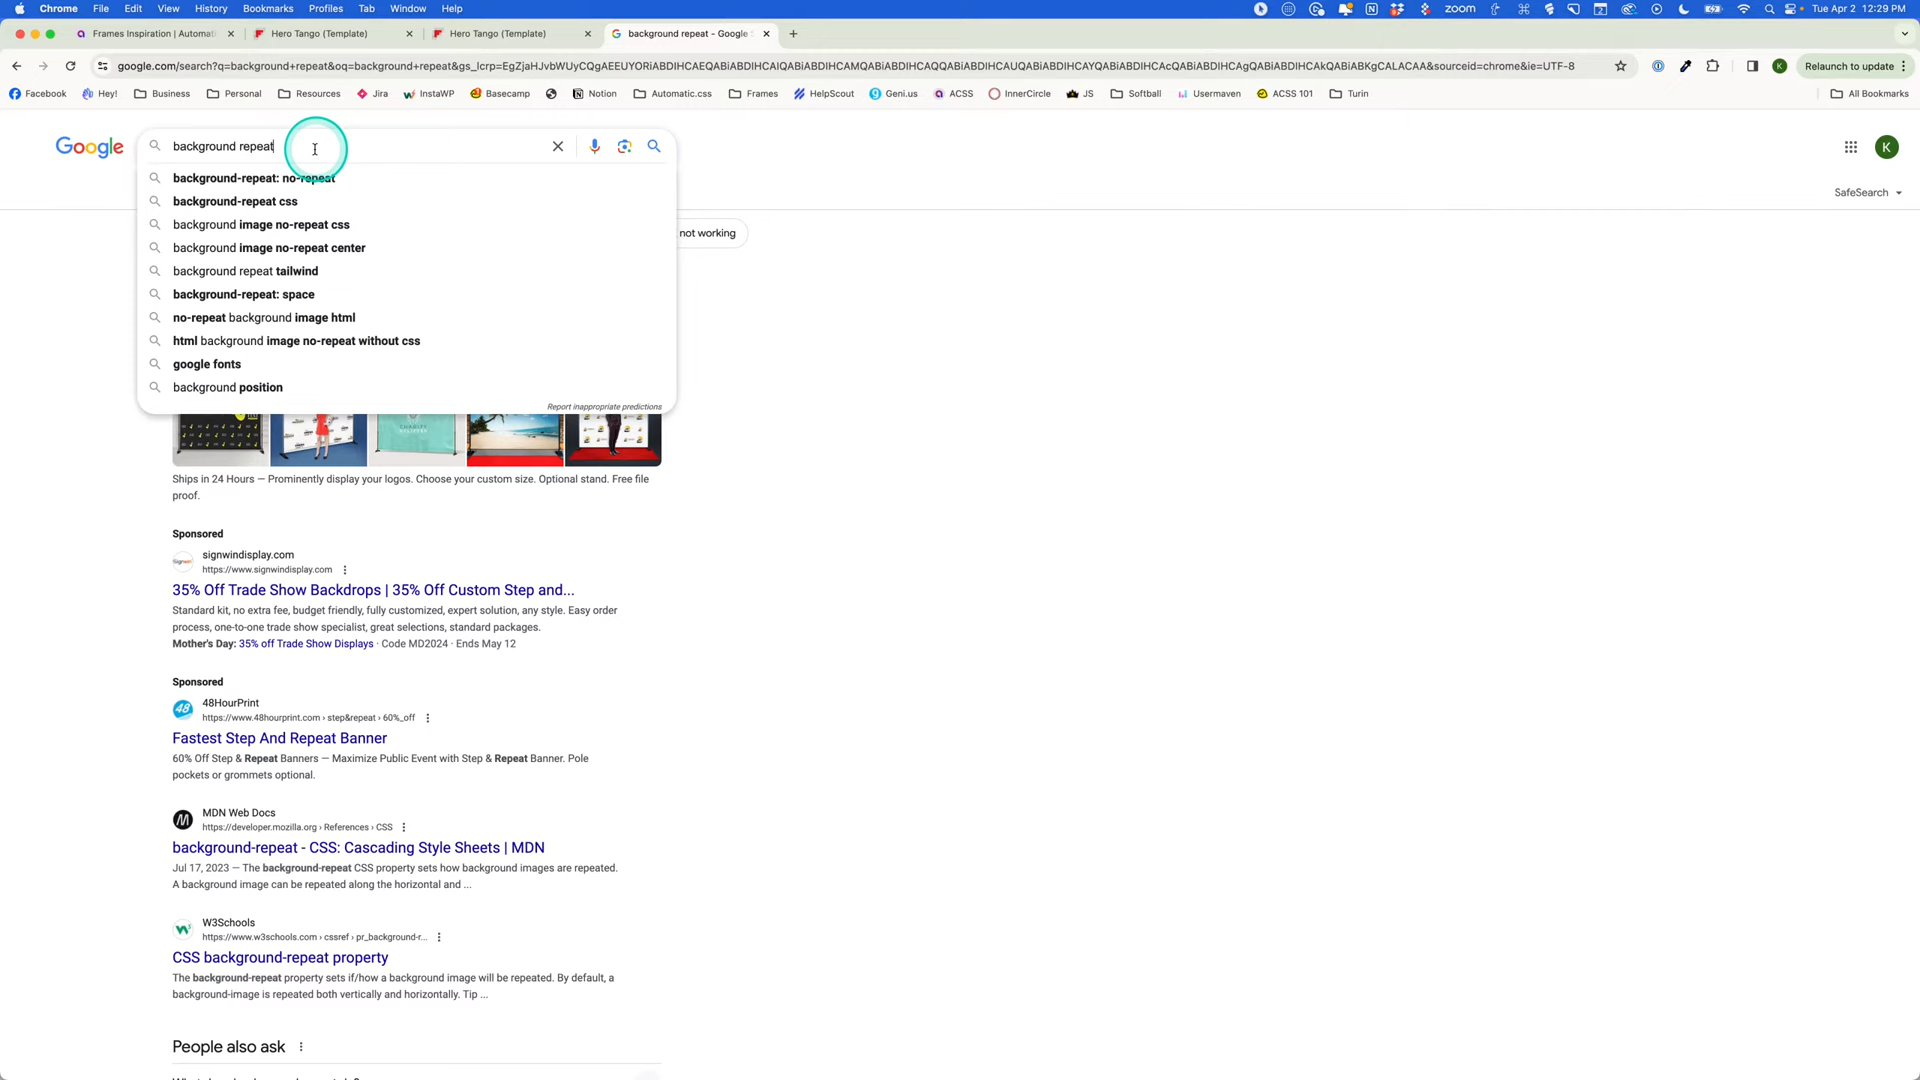 Chrome File Edit View History Bookmarks Profiles Tab Window Help zoom Tue Apr 2 12:29 PM
Frames Inspiration | Automat Hero Tango (Template) Hero Tango (Template) background repeat - Google S
google.com/search?q=background+repeat&oq=background+repeat&gs_lcrp=EgZjaHJvbWUyCQgAEEUYORiABDIHCAEQABiABDIHCAIQABiABDIHCAMQABiABDIHCAQQABiABDIHCAUQABiABDIHCAYQABiABDIHCAcQABiABDIHCAgQABiABDIHCAkQABiABKgCALACAA&sourceid=chrome&ie=UTF-8 Relaunch to update
Facebook Hey! Business Personal Resources Jira InstaWP Basecamp Notion Automatic.css Frames HelpScout Geni.us ACSS InnerCircle JS Softball Usermaven ACSS 101 Turin All Bookmarks
Google background repeat K
background-repeat: no-repeat
SafeSearch
background-repeat css
background image no-repeat css
not working
background image no-repeat center
background repeat tailwind
background-repeat: space
no-repeat background image html
html background image no-repeat without css
google fonts
background position
Report inappropriate predictions
Ships in 24 Hours — Prominently display your logos. Choose your custom size. Optional stand. Free file
proof.
Sponsored
signwindisplay.com
https://www.signwindisplay.com
35% Off Trade Show Backdrops | 35% Off Custom Step and...
Standard kit, no extra fee, budget friendly, fully customized, expert solution, any style. Easy order
process, one-to-one trade show specialist, great selections, standard packages.
Mother's Day: 35% off Trade Show Displays · Code MD2024 · Ends May 12
Sponsored
48HourPrint
https://www.48hourprint.com › step&repeat › 60%_off
Fastest Step And Repeat Banner
60% Off Step & Repeat Banners — Maximize Public Event with Step & Repeat Banner. Pole
pockets or grommets optional.
MDN Web Docs
https://developer.mozilla.org › References › CSS
background-repeat - CSS: Cascading Style Sheets | MDN
Jul 17, 2023 — The background-repeat CSS property sets how background images are repeated.
A background image can be repeated along the horizontal and ...
W3Schools
https://www.w3schools.com › cssref › pr_background-r...
CSS background-repeat property
The background-repeat property sets if/how a background image will be repeated. By default, a
background-image is repeated both vertically and horizontally. Tip ...
People also ask